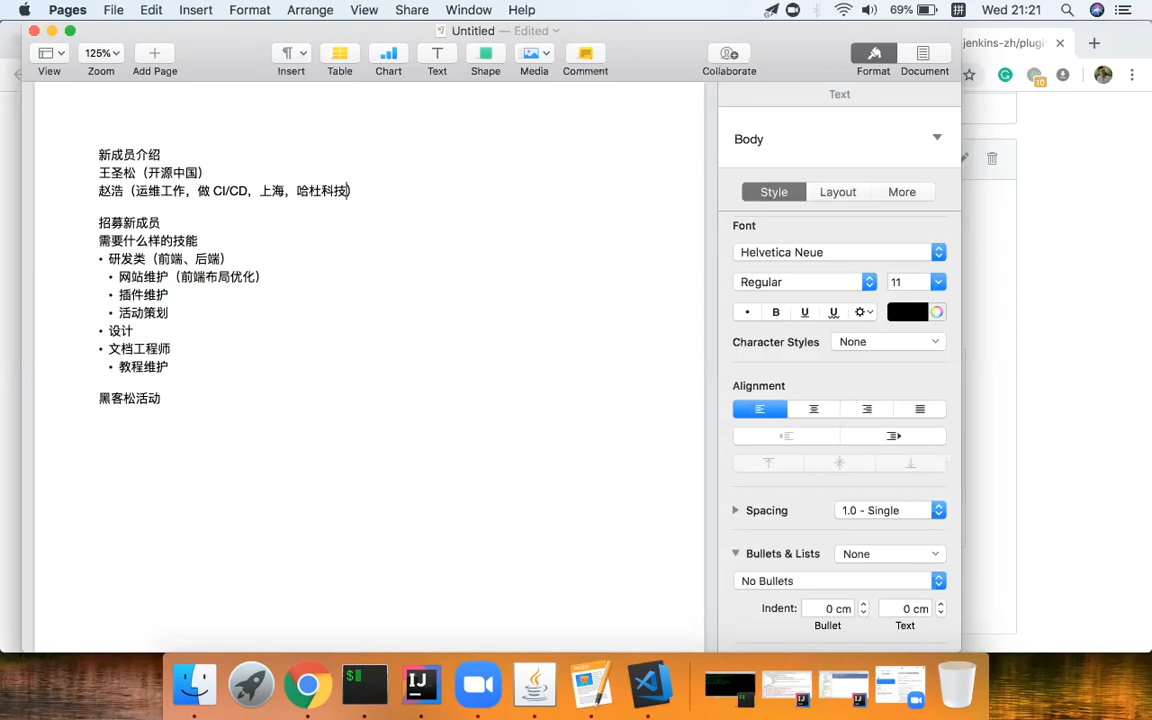 Pages File Edit Insert Format Arrange View Share Window Help 69% 拼 Wed 21:21
Untitled — Edited
jenkins-zh/plugi
125%
View Zoom Add Page Insert Table Chart Text Shape Media Comment Collaborate Format Document
10
Text
新成员介绍
王圣松（开源中国）
赵浩（运维工作，做 CI/CD，上海，哈杜科技）
招募新成员
需要什么样的技能
• 研发类（前端、后端）
• 网站维护（前端布局优化）
• 插件维护
• 活动策划
• 设计
• 文档工程师
• 教程维护
黑客松活动
Body
Style Layout More
Font
Helvetica Neue
Regular 11
B U U
Character Styles None
Alignment
Spacing 1.0 - Single
Bullets & Lists None
No Bullets
Indent: 0 cm 0 cm
Bullet Text
$
IJ